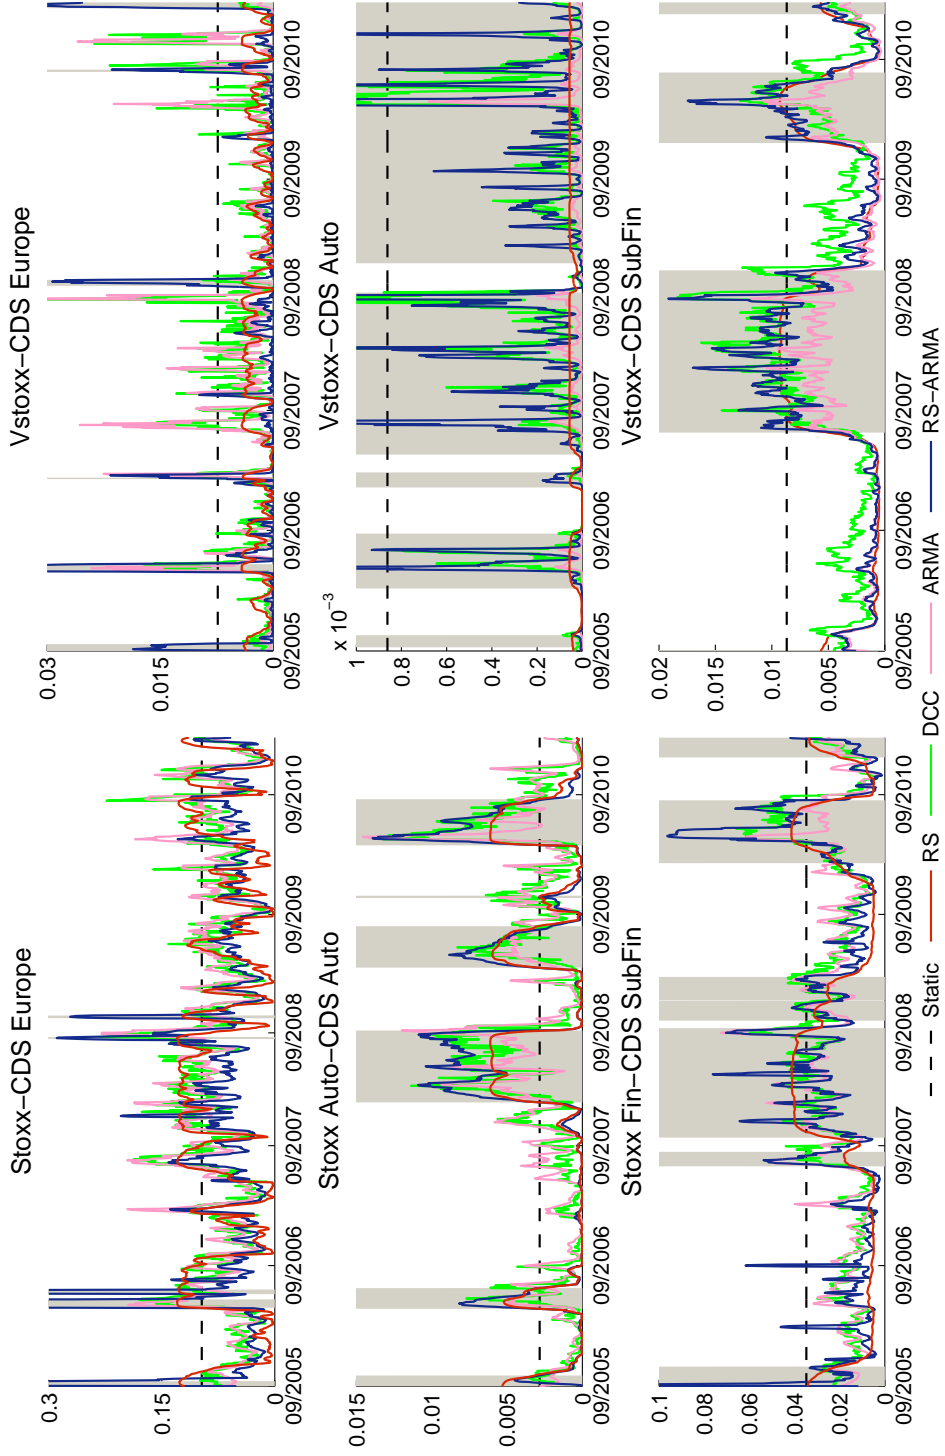 Stoxx−CDS Europe
0.3
0.15
0
09/2005 09/2006 09/2007 09/2008 09/2009 09/2010
Vstoxx−CDS Europe
0.03
0.015
0
09/2005 09/2006 09/2007 09/2008 09/2009 09/2010
Stoxx Auto−CDS Auto
0.015
0.005
0
09/2005 09/2006 09/2007 09/2008 09/2009 09/2010
Vstoxx−CDS Auto
x 10⁻³
1
0.8
0.6
0.4
0.2
0
09/2005 09/2006 09/2007 09/2008 09/2009 09/2010
Stoxx Fin−CDS SubFin
0.1
0.08
0.06
0.04
0.02
0
09/2005 09/2006 09/2007 09/2008 09/2009 09/2010
Vstoxx−CDS SubFin
0.02
0.015
0.01
0.005
0
09/2005 09/2006 09/2007 09/2008 09/2009 09/2010
Static RS DCC ARMA RS−ARMA